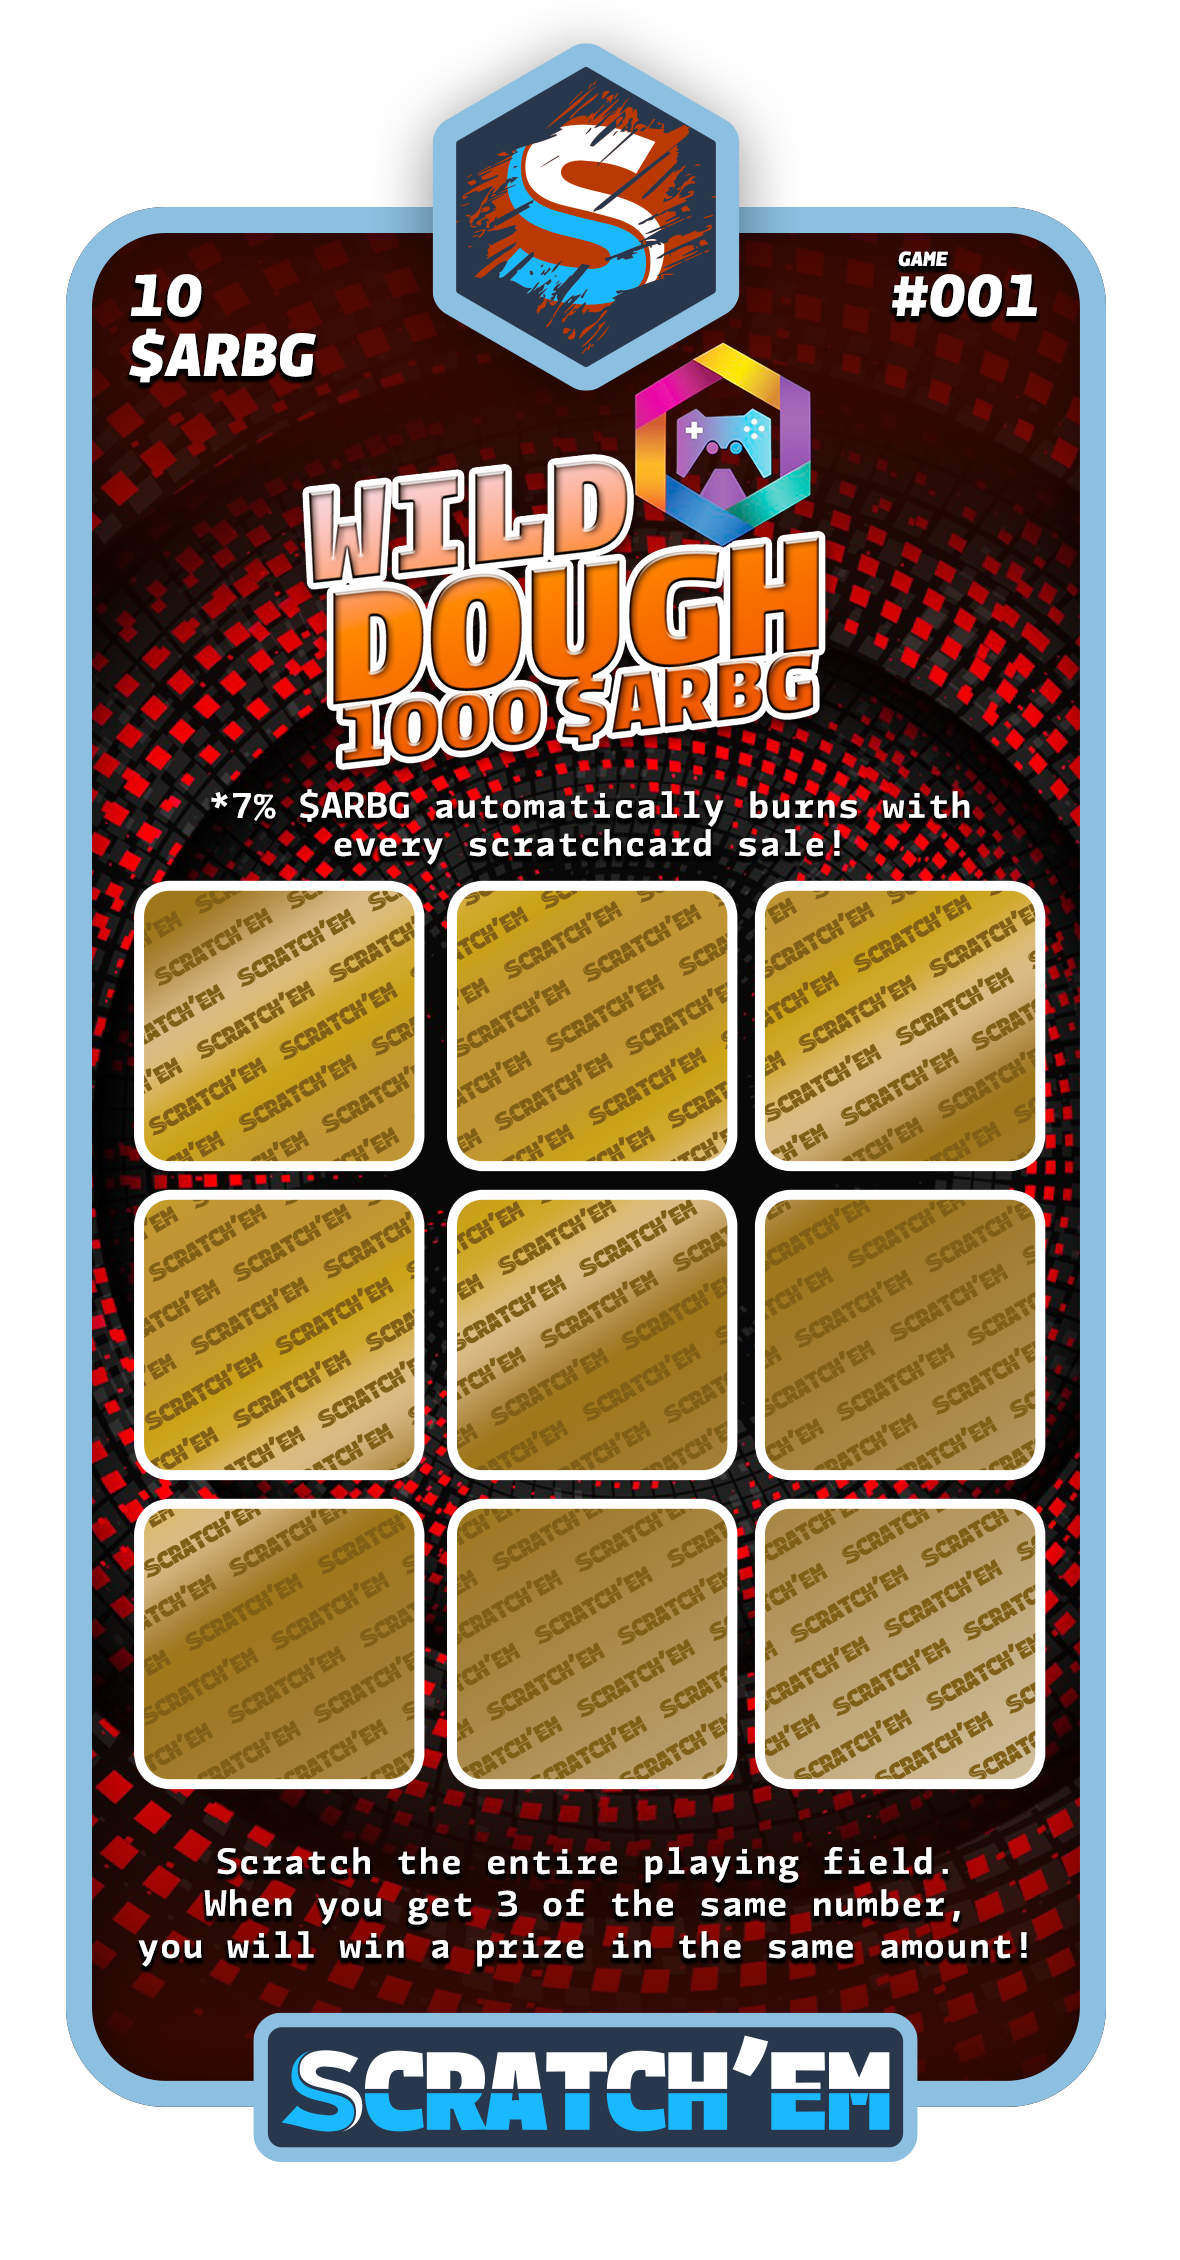 10
$ARBG
GAME
#001
WILD
DOUGH
1000 $ARBG
*7% $ARBG automatically burns with
every scratchcard sale!
SCRATCH'EM
Scratch the entire playing field.
When you get 3 of the same number,
you will win a prize in the same amount!
SCRATCH'EM